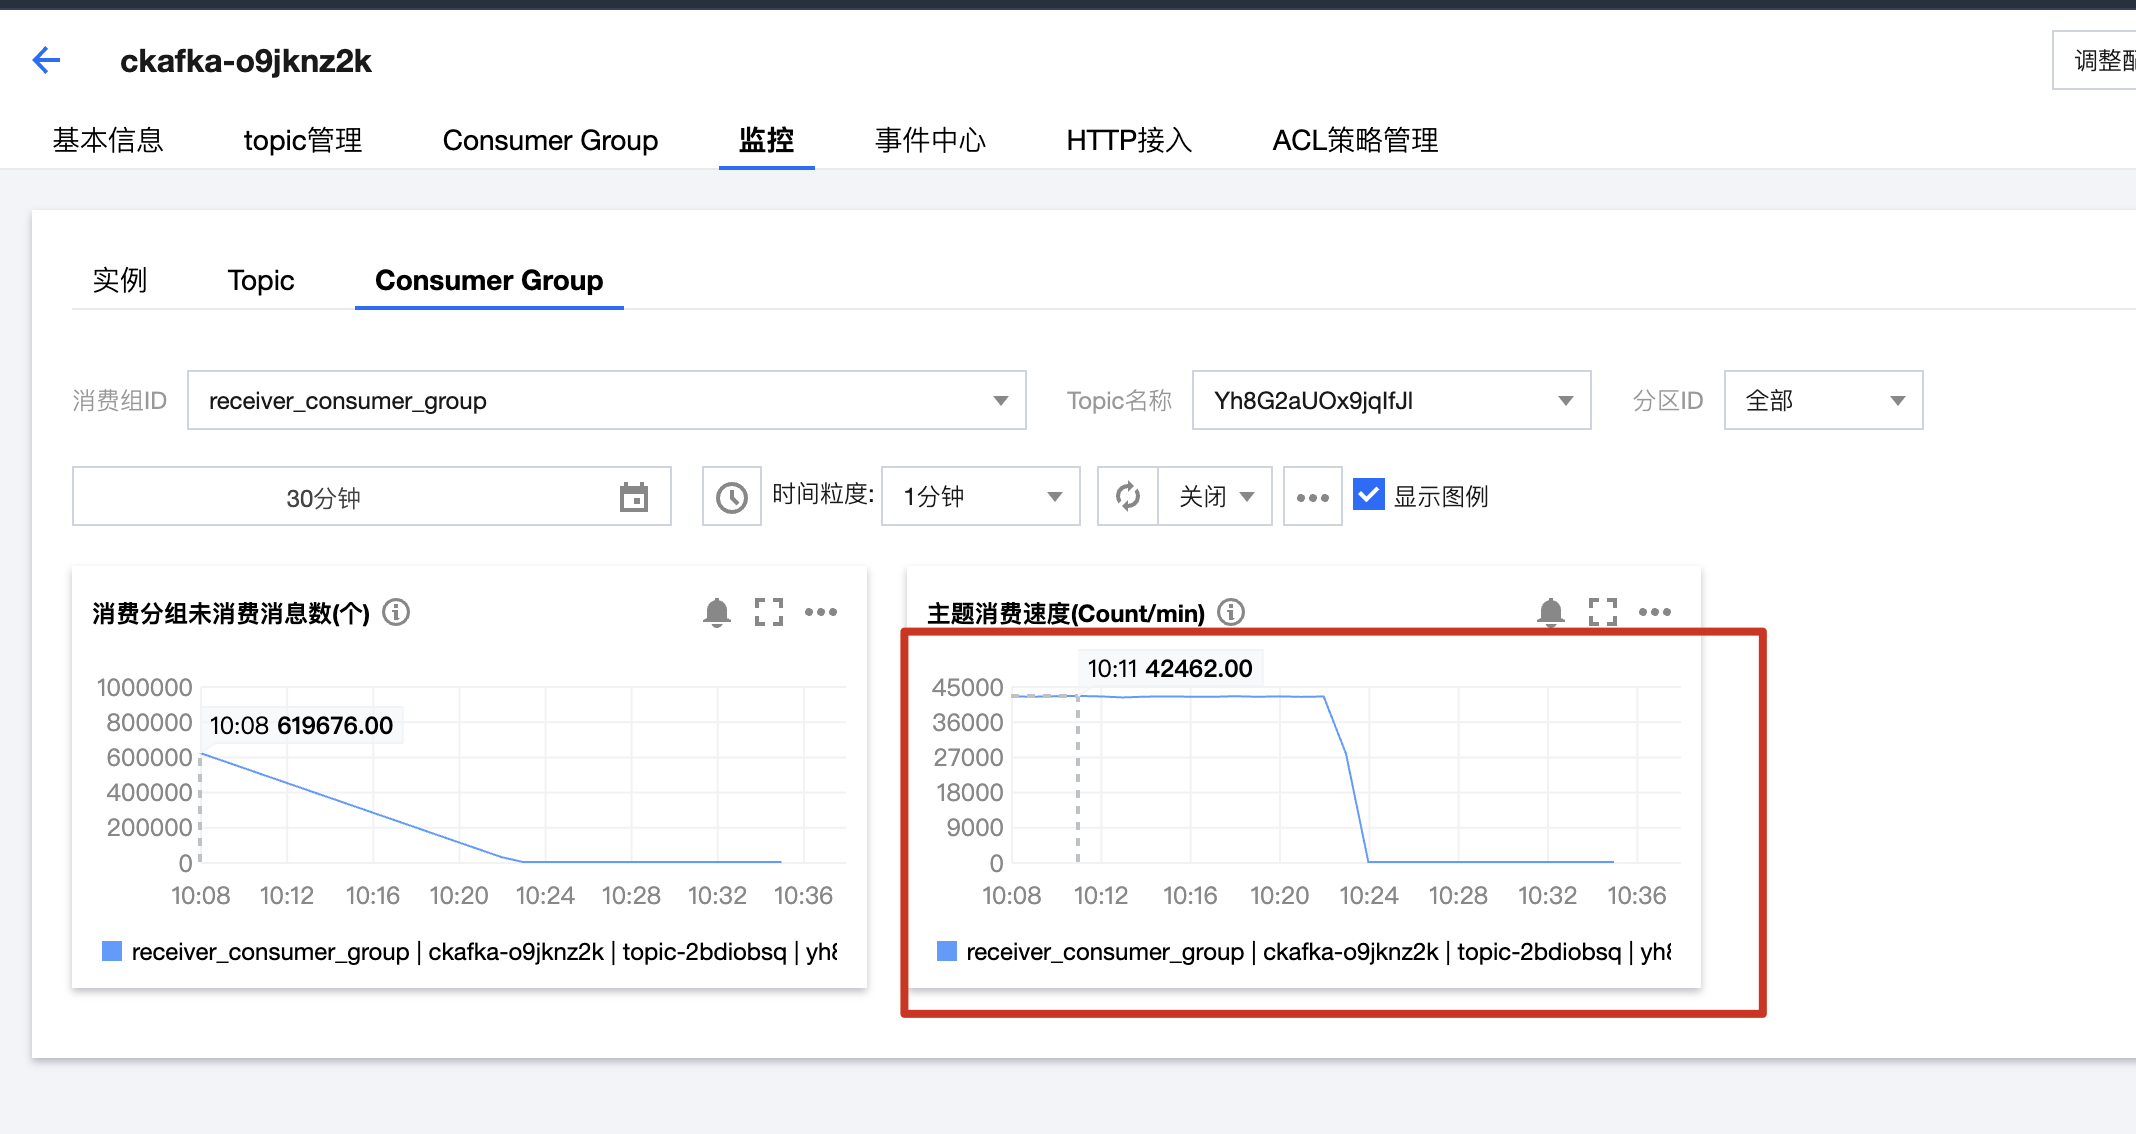 ckafka-o9jknz2k
调整配
基本信息 topic管理 Consumer Group 监控 事件中心 HTTP接入 ACL策略管理
实例 Topic Consumer Group
消费组ID receiver_consumer_group Topic名称 Yh8G2aUOx9jqIfJl 分区ID 全部
30分钟 时间粒度: 1分钟 关闭 显示图例
消费分组未消费消息数(个)
1000000
800000
600000
400000
200000
0
10:08 619676.00
10:08 10:12 10:16 10:20 10:24 10:28 10:32 10:36
receiver_consumer_group | ckafka-o9jknz2k | topic-2bdiobsq | yh8
主题消费速度(Count/min)
10:11 42462.00
45000
36000
27000
18000
9000
0
10:08 10:12 10:16 10:20 10:24 10:28 10:32 10:36
receiver_consumer_group | ckafka-o9jknz2k | topic-2bdiobsq | yh8